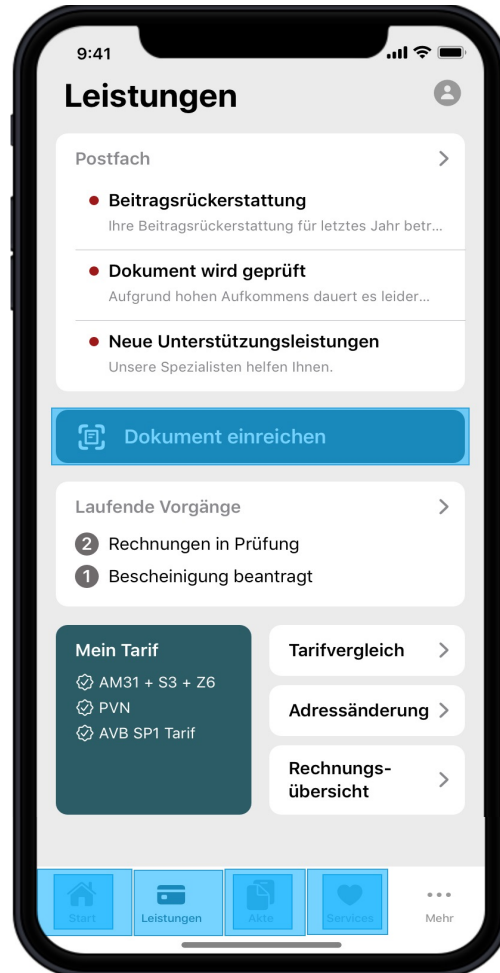 9:41
Leistungen
Postfach
Beitragsrückerstattung
Ihre Beitragsrückerstattung für letztes Jahr betr...
Dokument wird geprüft
Aufgrund hohen Aufkommens dauert es leider...
Neue Unterstützungsleistungen
Unsere Spezialisten helfen Ihnen.
Dokument einreichen
Laufende Vorgänge
2 Rechnungen in Prüfung
1 Bescheinigung beantragt
Mein Tarif
AM31 + S3 + Z6
PVN
AVB SP1 Tarif
Tarifvergleich
Adressänderung
Rechnungs-
übersicht
Start
Leistungen
Akte
Services
Mehr